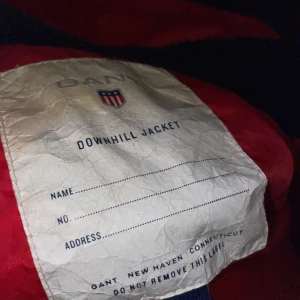 GANT
DOWNHILL JACKET
NAME
NO.
ADDRESS
GANT NEW HAVEN CONNECTICUT
DO NOT REMOVE THIS LABEL